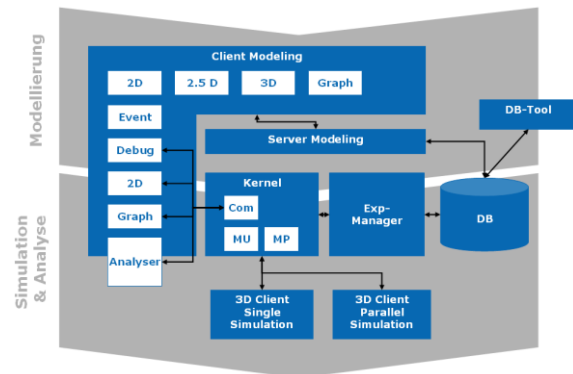 Modellierung
Client Modeling
2D
2.5 D
3D
Graph
Event
Debug
2D
Graph
Analyser
Server Modeling
DB-Tool
Simulation
& Analyse
Kernel
Com
MU
MP
Exp-
Manager
DB
3D Client
Single
Simulation
3D Client
Parallel
Simulation